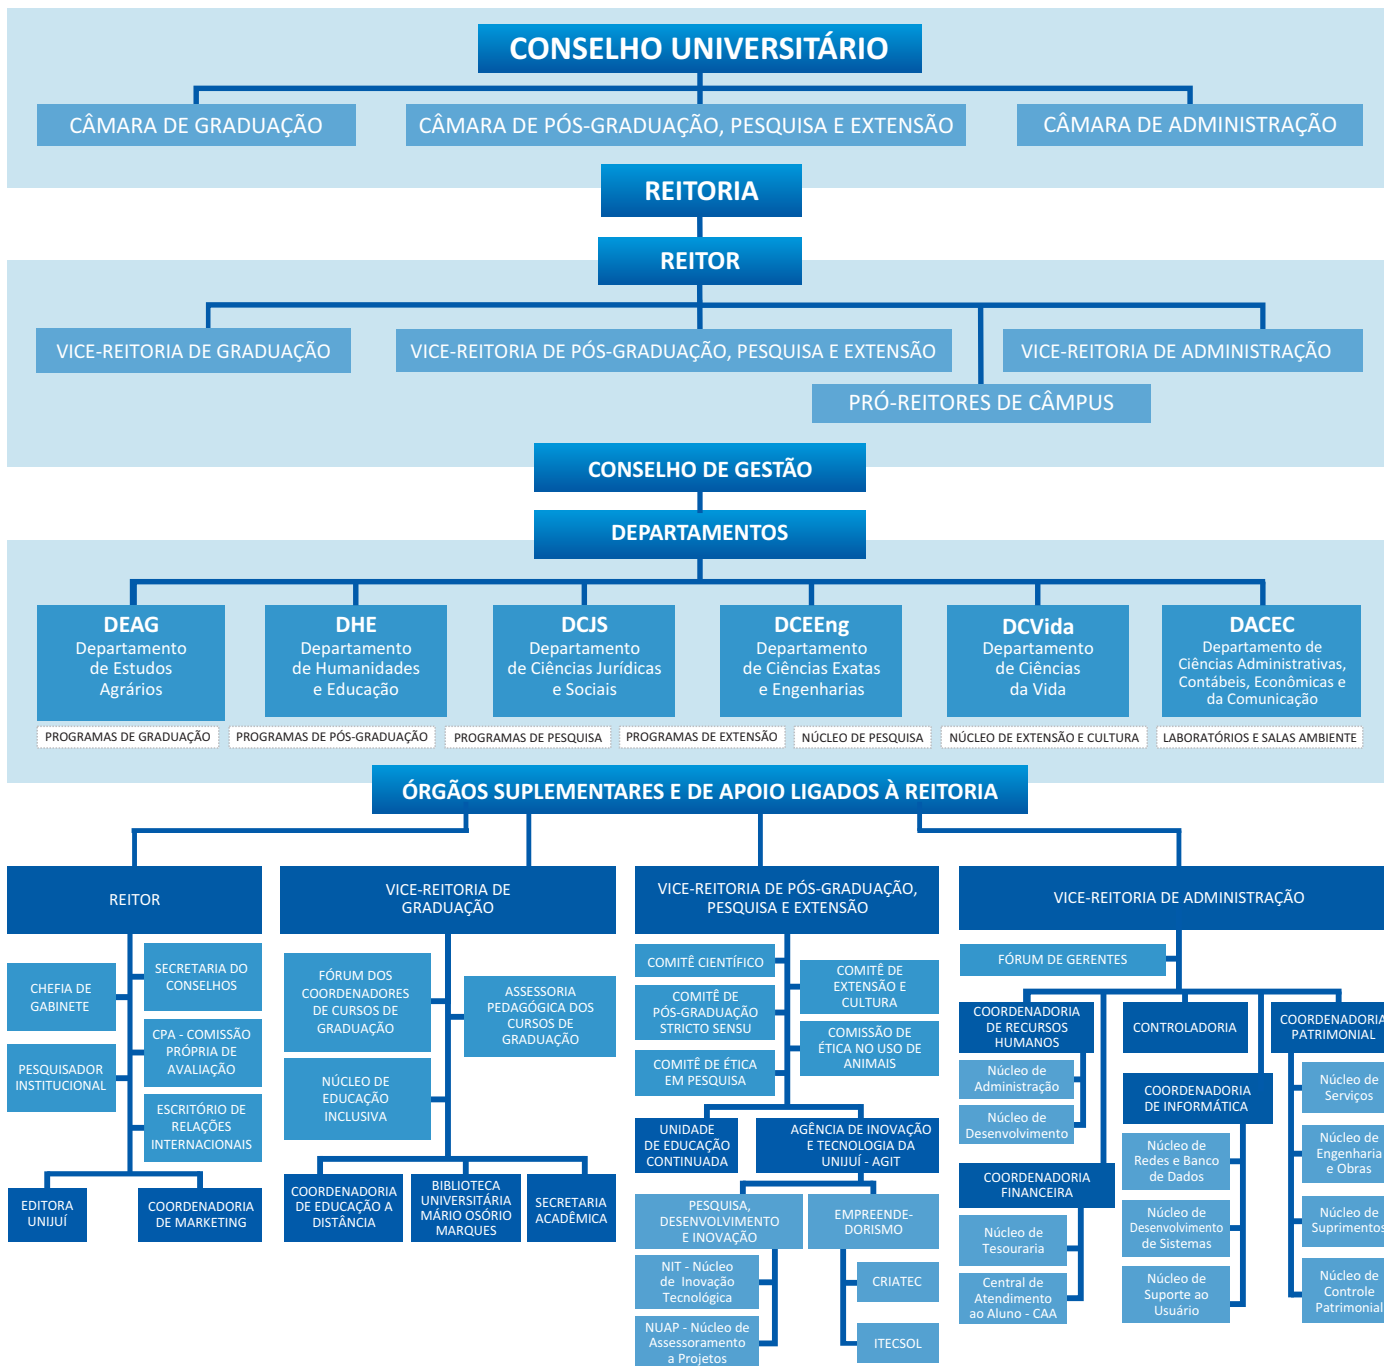 CONSELHO UNIVERSITÁRIO
CÂMARA DE GRADUAÇÃO
CÂMARA DE PÓS-GRADUAÇÃO, PESQUISA E EXTENSÃO
CÂMARA DE ADMINISTRAÇÃO
REITORIA
REITOR
VICE-REITORIA DE GRADUAÇÃO
VICE-REITORIA DE PÓS-GRADUAÇÃO, PESQUISA E EXTENSÃO
VICE-REITORIA DE ADMINISTRAÇÃO
PRÓ-REITORES DE CÂMPUS
CONSELHO DE GESTÃO
DEPARTAMENTOS
DEAG
Departamento
de Estudos
Agrários
DHE
Departamento
de Humanidades
e Educação
DCJS
Departamento
de Ciências Jurídicas
e Sociais
DCEEng
Departamento
de Ciências Exatas
e Engenharias
DCVida
Departamento
de Ciências
da Vida
DACEC
Departamento de
Ciências Administrativas,
Contábeis, Econômicas e
da Comunicação
PROGRAMAS DE GRADUAÇÃO
PROGRAMAS DE PÓS-GRADUAÇÃO
PROGRAMAS DE PESQUISA
PROGRAMAS DE EXTENSÃO
NÚCLEO DE PESQUISA
NÚCLEO DE EXTENSÃO E CULTURA
LABORATÓRIOS E SALAS AMBIENTE
ÓRGÃOS SUPLEMENTARES E DE APOIO LIGADOS À REITORIA
REITOR
CHEFIA DE
GABINETE
SECRETARIA DO
CONSELHOS
PESQUISADOR
INSTITUCIONAL
CPA - COMISSÃO
PRÓPRIA DE
AVALIAÇÃO
ESCRITÓRIO DE
RELAÇÕES
INTERNACIONAIS
EDITORA
UNIJUÍ
COORDENADORIA
DE MARKETING
VICE-REITORIA DE
GRADUAÇÃO
FÓRUM DOS
COORDENADORES
DE CURSOS DE
GRADUAÇÃO
ASSESSORIA
PEDAGÓGICA DOS
CURSOS DE
GRADUAÇÃO
NÚCLEO DE
EDUCAÇÃO
INCLUSIVA
COORDENADORIA
DE EDUCAÇÃO A
DISTÂNCIA
BIBLIOTECA
UNIVERSITÁRIA
MÁRIO OSÓRIO
MARQUES
SECRETARIA
ACADÊMICA
VICE-REITORIA DE PÓS-GRADUAÇÃO,
PESQUISA E EXTENSÃO
COMITÊ CIENTÍFICO
COMITÊ DE
EXTENSÃO E
CULTURA
COMITÊ DE
PÓS-GRADUAÇÃO
STRICTO SENSU
COMISSÃO DE
ÉTICA NO USO DE
ANIMAIS
COMITÊ DE ÉTICA
EM PESQUISA
UNIDADE
DE EDUCAÇÃO
CONTINUADA
AGÊNCIA DE INOVAÇÃO
E TECNOLOGIA DA
UNIJUÍ - AGIT
PESQUISA,
DESENVOLVIMENTO
E INOVAÇÃO
EMPREENDE-
DORISMO
NIT - Núcleo
de Inovação
Tecnológica
NUAP - Núcleo de
Assessoramento
a Projetos
CRIATEC
ITECSOL
VICE-REITORIA DE ADMINISTRAÇÃO
FÓRUM DE GERENTES
COORDENADORIA
DE RECURSOS
HUMANOS
Núcleo de
Administração
Núcleo de
Desenvolvimento
COORDENADORIA
FINANCEIRA
Núcleo de
Tesouraria
Central de
Atendimento
ao Aluno - CAA
CONTROLADORIA
COORDENADORIA
DE INFORMÁTICA
Núcleo de
Redes e Banco
de Dados
Núcleo de
Desenvolvimento
de Sistemas
Núcleo de
Suporte ao
Usuário
COORDENADORIA
PATRIMONIAL
Núcleo de
Serviços
Núcleo de
Engenharia
e Obras
Núcleo de
Suprimentos
Núcleo de
Controle
Patrimonial